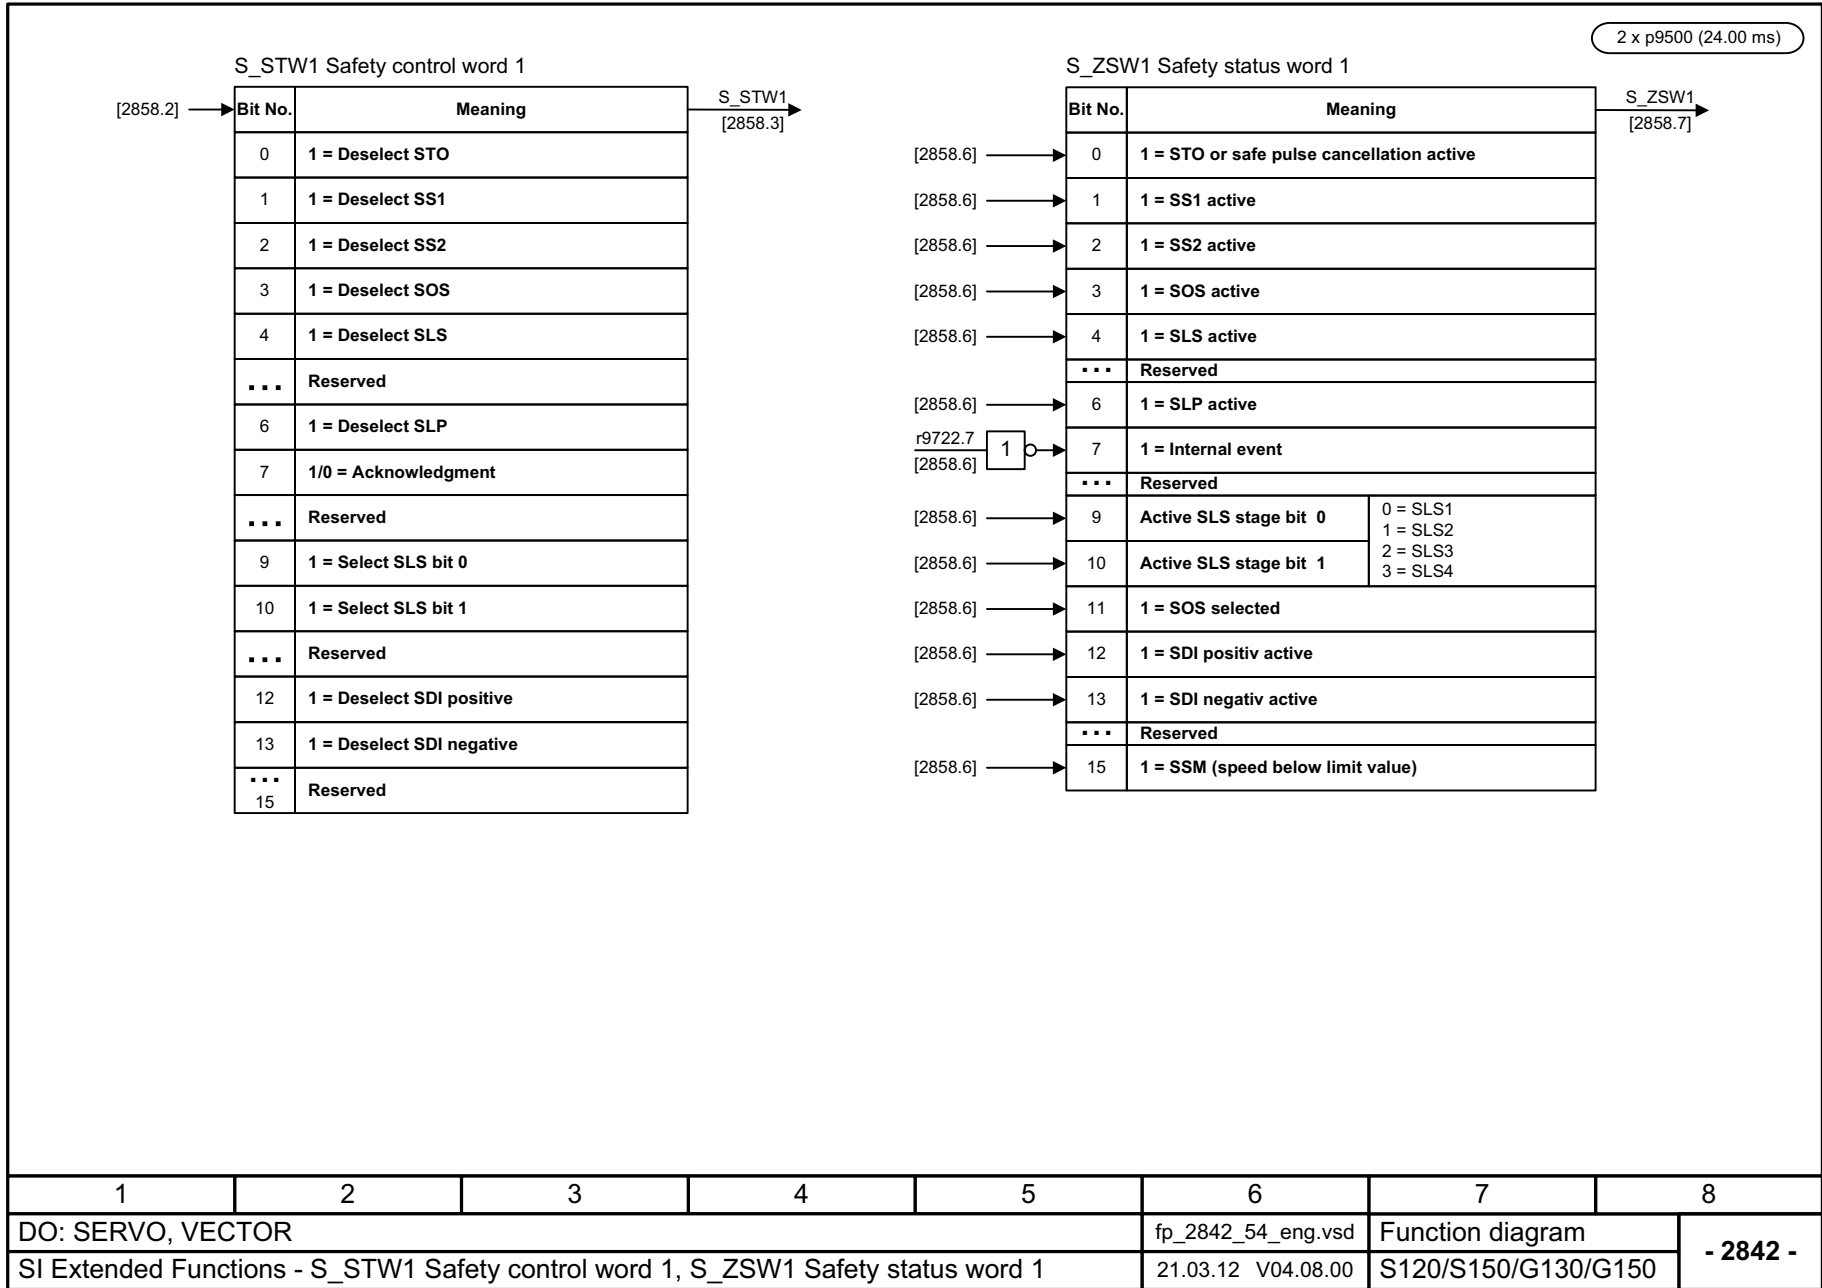 2 x p9500 (24.00 ms)
S_STW1 Safety control word 1
[2858.2]
Bit No. Meaning
S_STW1
[2858.3]
0 1 = Deselect STO
1 1 = Deselect SS1
2 1 = Deselect SS2
3 1 = Deselect SOS
4 1 = Deselect SLS
... Reserved
6 1 = Deselect SLP
7 1/0 = Acknowledgment
... Reserved
9 1 = Select SLS bit 0
10 1 = Select SLS bit 1
... Reserved
12 1 = Deselect SDI positive
13 1 = Deselect SDI negative
...
15 Reserved
S_ZSW1 Safety status word 1
Bit No. Meaning
S_ZSW1
[2858.7]
[2858.6] 0 1 = STO or safe pulse cancellation active
[2858.6] 1 1 = SS1 active
[2858.6] 2 1 = SS2 active
[2858.6] 3 1 = SOS active
[2858.6] 4 1 = SLS active
... Reserved
[2858.6] 6 1 = SLP active
r9722.7
[2858.6] 1 7 1 = Internal event
... Reserved
[2858.6] 9 Active SLS stage bit 0
[2858.6] 10 Active SLS stage bit 1
0 = SLS1
1 = SLS2
2 = SLS3
3 = SLS4
[2858.6] 11 1 = SOS selected
[2858.6] 12 1 = SDI positiv active
[2858.6] 13 1 = SDI negativ active
... Reserved
[2858.6] 15 1 = SSM (speed below limit value)
1 2 3 4 5 6 7 8
DO: SERVO, VECTOR fp_2842_54_eng.vsd Function diagram
- 2842 -
SI Extended Functions - S_STW1 Safety control word 1, S_ZSW1 Safety status word 1 21.03.12 V04.08.00 S120/S150/G130/G150